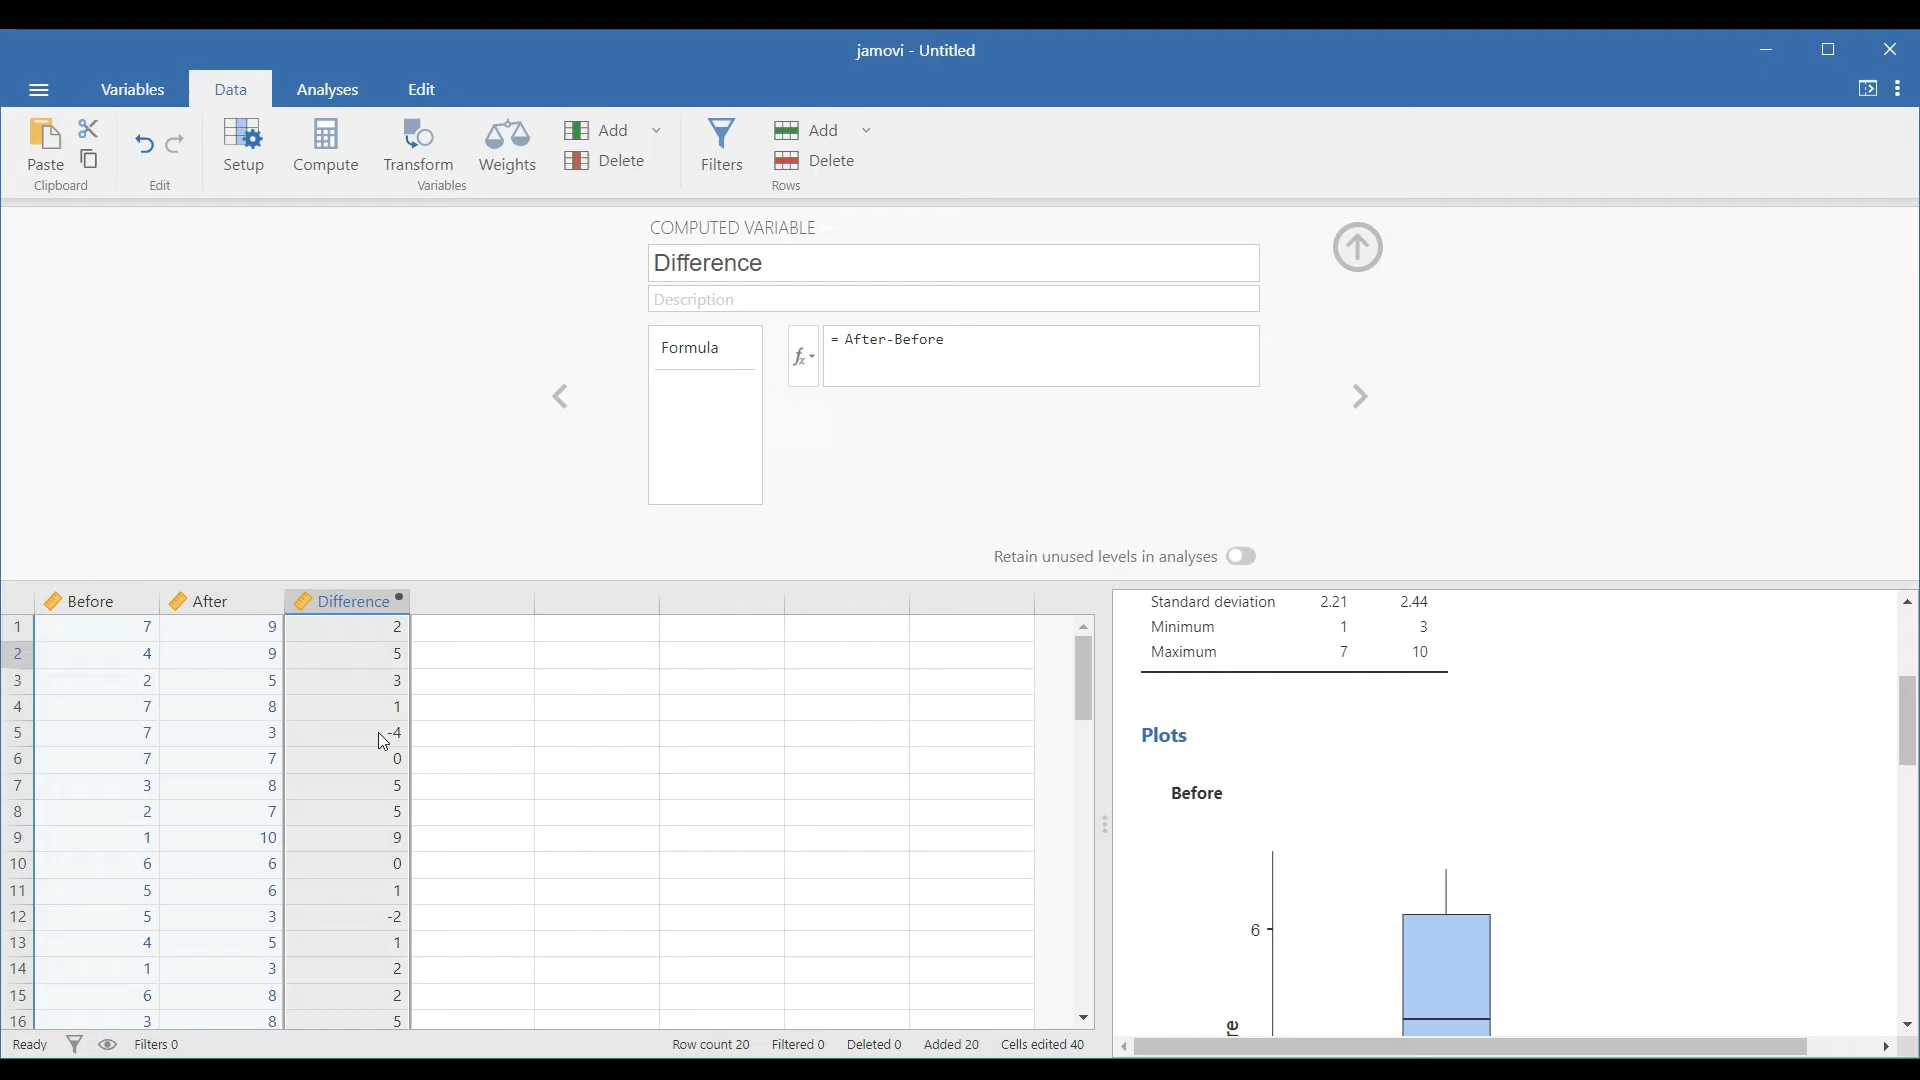 jamovi - Untitled
Variables Data Analyses Edit
Paste Setup Compute Transform Weights Add Delete Filters Add Delete
Clipboard Edit Variables Rows
COMPUTED VARIABLE
Difference
Description
Formula
fx = After-Before
Retain unused levels in analyses
Before After Difference
1 7 9 2
2 4 9 5
3 2 5 3
4 7 8 1
5 7 3 -4
6 7 7 0
7 3 8 5
8 2 7 5
9 1 10 9
10 6 6 0
11 5 6 1
12 5 3 -2
13 4 5 1
14 1 3 2
15 6 8 2
16 3 8 5
Standard deviation 2.21 2.44
Minimum 1 3
Maximum 7 10
Plots
Before
6
re
Ready Filters 0 Row count 20 Filtered 0 Deleted 0 Added 20 Cells edited 40